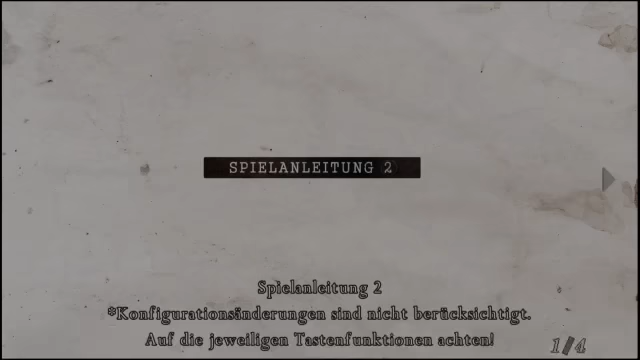 SPIELANLEITUNG 2
Spielanleitung 2
*Konfigurationsänderungen sind nicht berücksichtigt.
Auf die jeweiligen Tastenfunktionen achten!
1/4